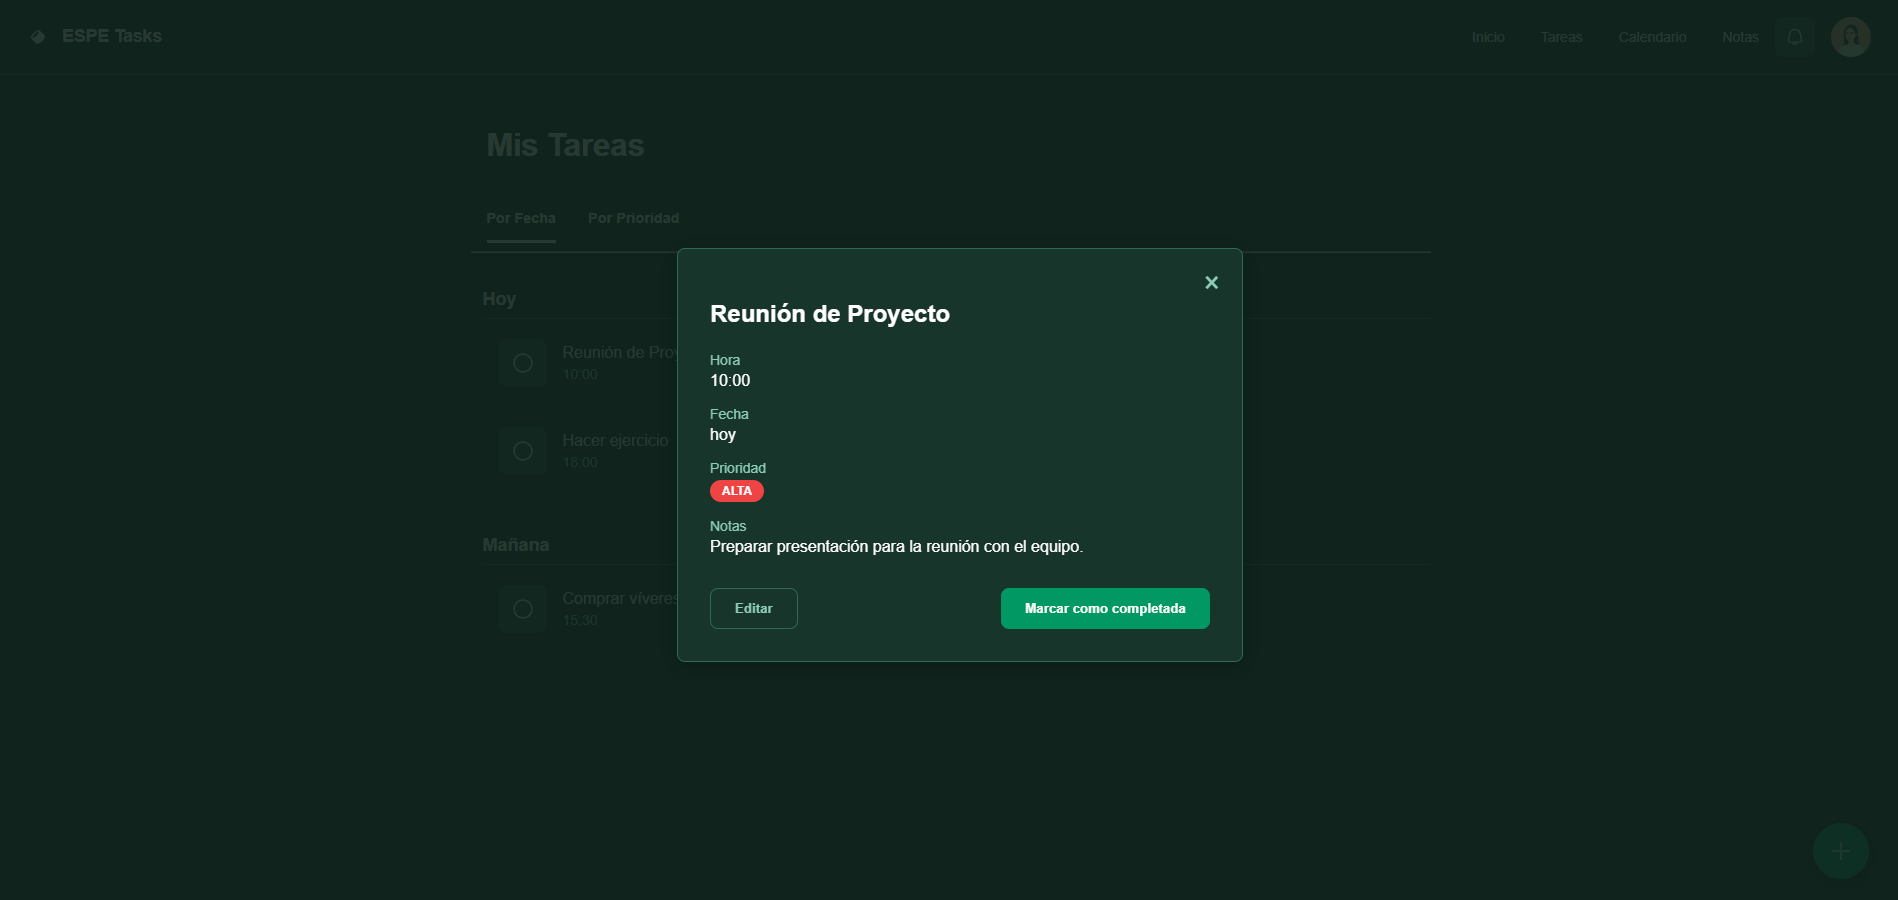 ESPE Tasks
Inicio
Tareas
Calendario
Notas
Mis Tareas
Por Fecha
Por Prioridad
Hoy
Reunión de Proy
10:00
Hacer ejercicio
18:00
Mañana
Comprar víveres
15:30
×
Reunión de Proyecto
Hora
10:00
Fecha
hoy
Prioridad
ALTA
Notas
Preparar presentación para la reunión con el equipo.
Editar
Marcar como completada
+